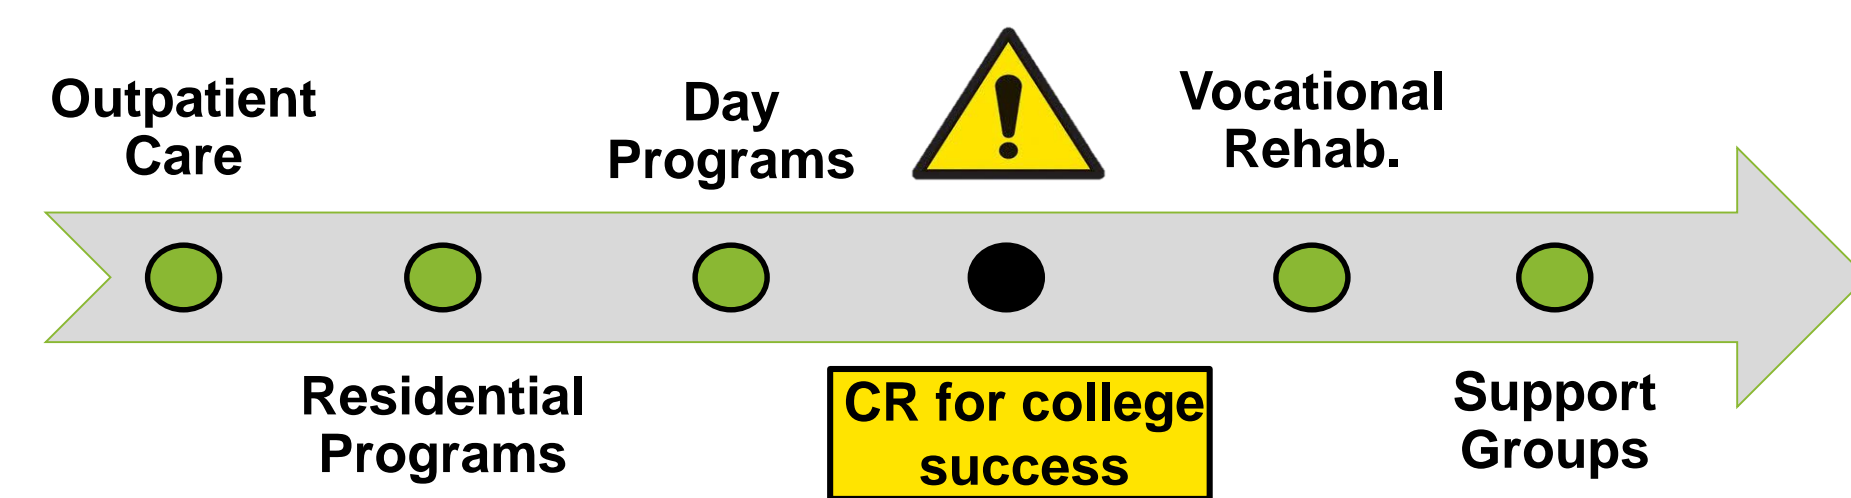 Outpatient
Care
Residential
Programs
Day
Programs
CR for college
success
Vocational
Rehab.
Support
Groups